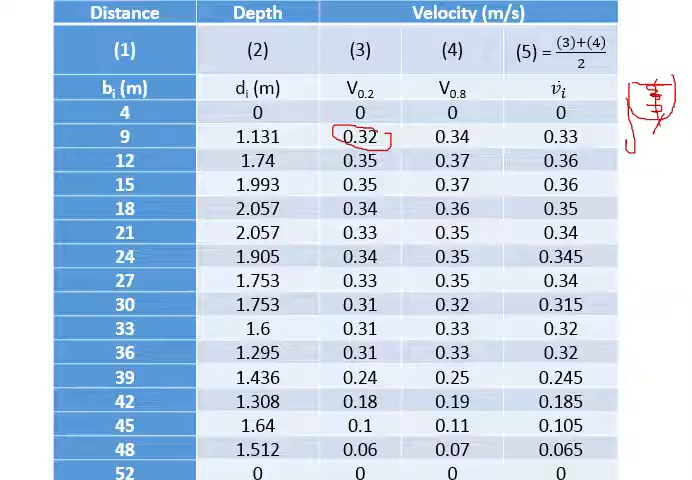 Distance Depth Velocity (m/s)
(1) (2) (3) (4) (5) = (3)+(4) / 2
bᵢ (m) dᵢ (m) V₀.₂ V₀.₈ v̇ᵢ
4 0 0 0 0
9 1.131 0.32 0.34 0.33
12 1.74 0.35 0.37 0.36
15 1.993 0.35 0.37 0.36
18 2.057 0.34 0.36 0.35
21 2.057 0.33 0.35 0.34
24 1.905 0.34 0.35 0.345
27 1.753 0.33 0.35 0.34
30 1.753 0.31 0.32 0.315
33 1.6 0.31 0.33 0.32
36 1.295 0.31 0.33 0.32
39 1.436 0.24 0.25 0.245
42 1.308 0.18 0.19 0.185
45 1.64 0.1 0.11 0.105
48 1.512 0.06 0.07 0.065
52 0 0 0 0